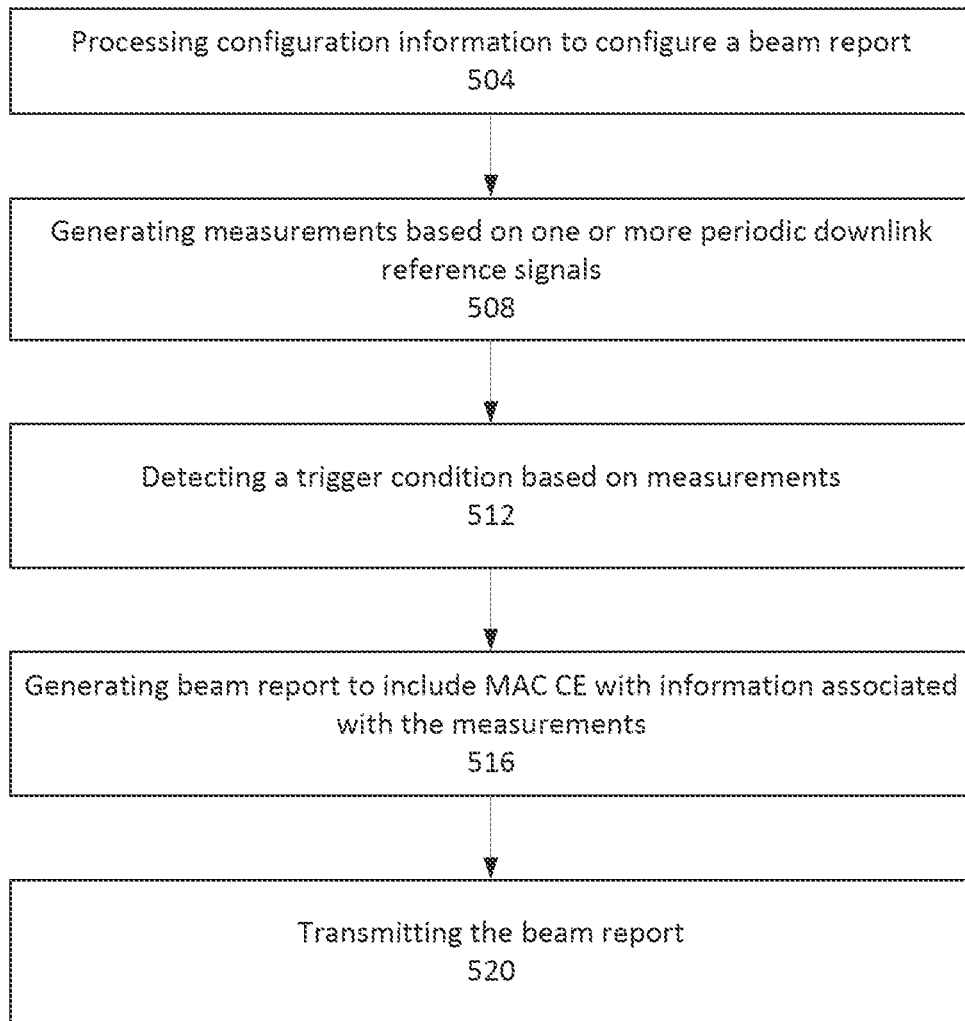 Processing configuration information to configure a beam report
504
Generating measurements based on one or more periodic downlink
reference signals
508
Detecting a trigger condition based on measurements
512
Generating beam report to include MAC CE with information associated
with the measurements
516
Transmitting the beam report
520